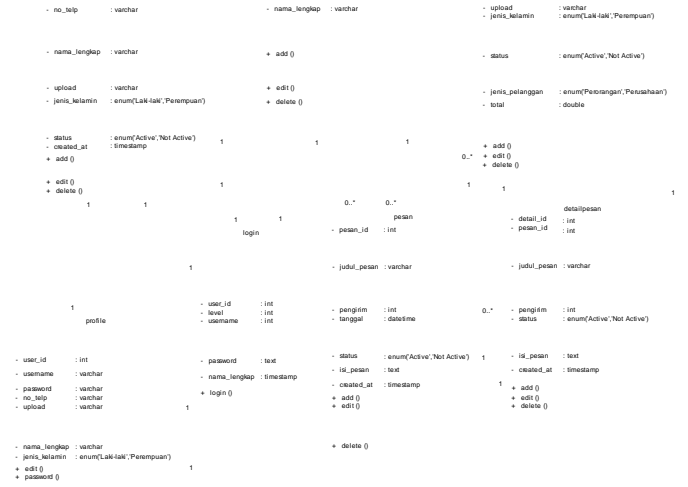 - no_telp : varchar
- nama_lengkap : varchar
- upload : varchar
- jenis_kelamin : enum('Laki-laki','Perempuan')
- status : enum('Active','Not Active')
- created_at : timestamp
+ add ()
+ edit ()
+ delete ()
- nama_lengkap : varchar
+ add ()
+ edit ()
+ delete ()
- upload : varchar
- jenis_kelamin : enum('Laki-laki','Perempuan')
- status : enum('Active','Not Active')
- jenis_pelanggan : enum('Perorangan','Perusahaan')
- total : double
+ add ()
+ edit ()
+ delete ()
1
1
1
0..*
1
1
1
1
1
1
0..*
0..*
1
1
login
pesan
- pesan_id : int
- judul_pesan : varchar
- pengirim : int
- tanggal : datetime
- status : enum('Active','Not Active')
- isi_pesan : text
- created_at : timestamp
+ add ()
+ edit ()
+ delete ()
detailpesan
- detail_id : int
- pesan_id : int
- judul_pesan : varchar
- pengirim : int
- status : enum('Active','Not Active')
- isi_pesan : text
- created_at : timestamp
+ add ()
+ edit ()
+ delete ()
0..*
1
1
1
- user_id : int
- level : int
- username : int
- password : text
- nama_lengkap : timestamp
+ login ()
1
profile
- user_id : int
- username : varchar
- password : varchar
- no_telp : varchar
- upload : varchar
- nama_lengkap : varchar
- jenis_kelamin : enum('Laki-laki','Perempuan')
+ edit ()
+ password ()
1
1